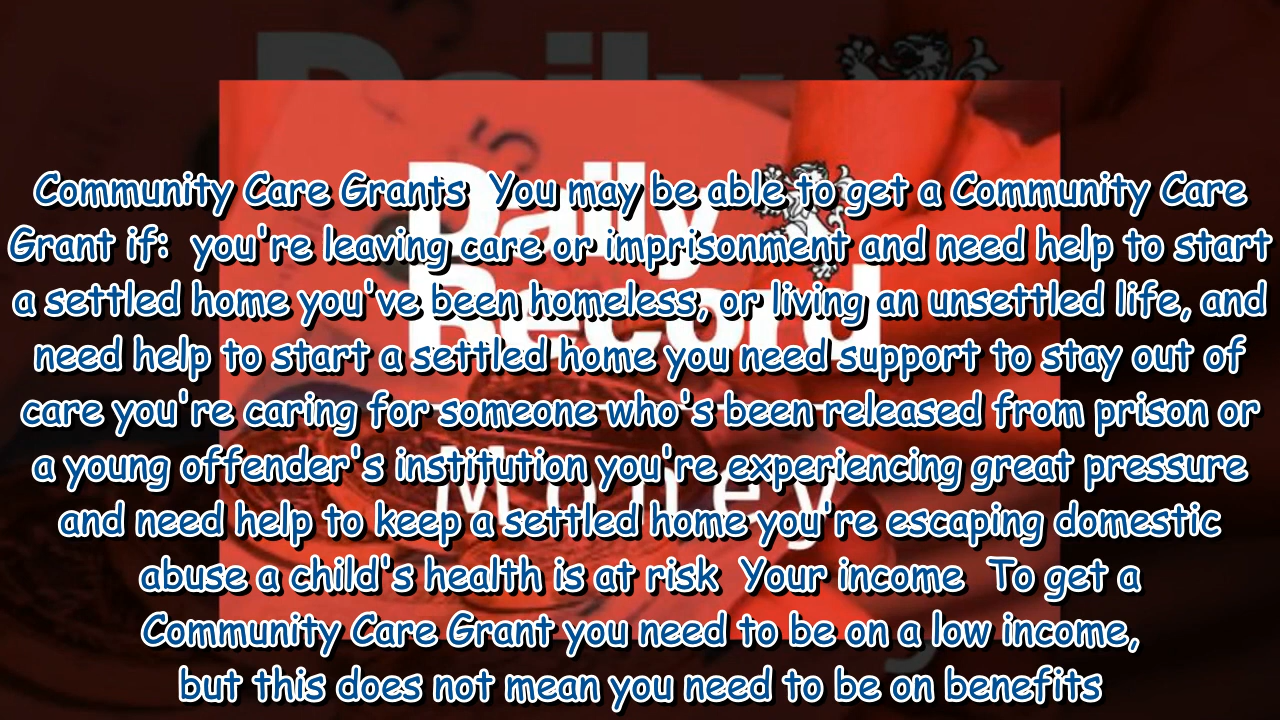 Daily
Daily
Record
Money
Community Care Grants  You may be able to get a Community Care
Grant if:  you're leaving care or imprisonment and need help to start
a settled home you've been homeless, or living an unsettled life, and
need help to start a settled home you need support to stay out of
care you're caring for someone who's been released from prison or
a young offender's institution you're experiencing great pressure
and need help to keep a settled home you're escaping domestic
abuse a child's health is at risk  Your income  To get a
Community Care Grant you need to be on a low income,
but this does not mean you need to be on benefits